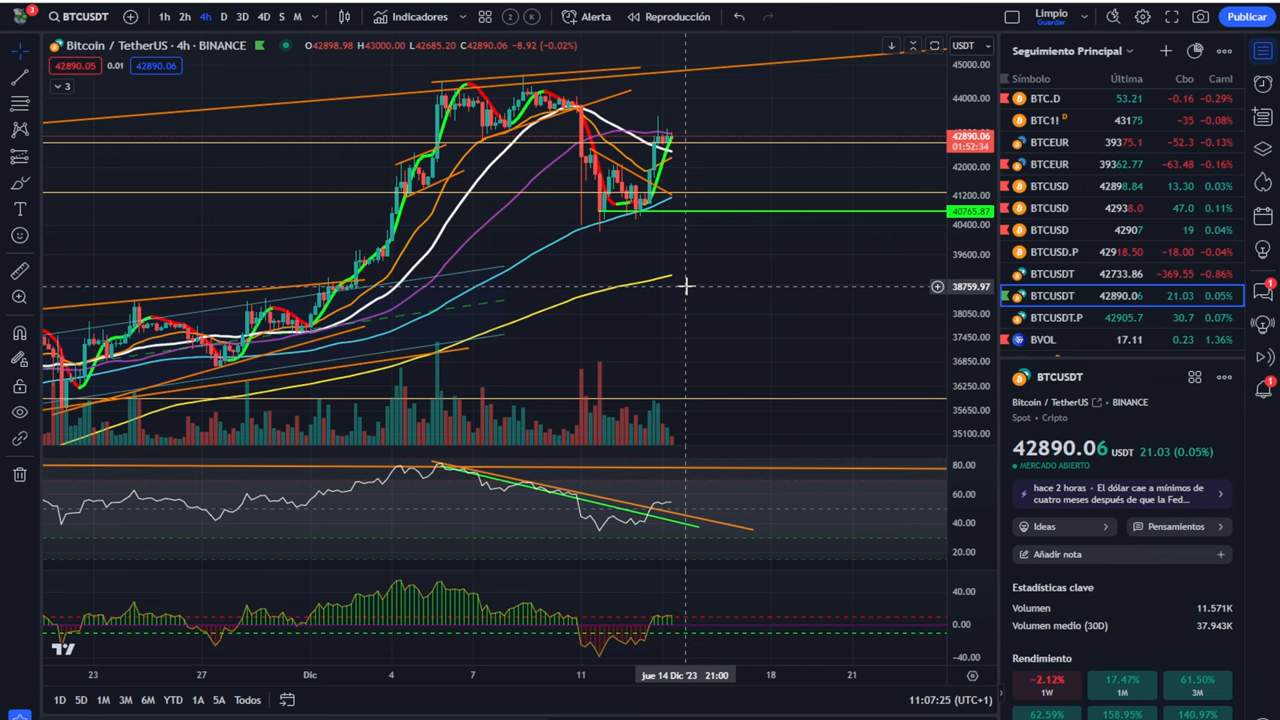 3
BTCUSDT
1h 2h 4h D 3D 4D S M
Indicadores
2 K
Alerta
Reproducción
Limpio
Guardar
Publicar
Bitcoin / TetherUS · 4h · BINANCE
O42898.98 H43000.00 L42685.20 C42890.06 −8.92 (−0.02%)
42890.05 0.01 42890.06
3
USDT
45000.00
44000.00
42890.06
01:52:34
42000.00
41200.00
40765.87
40400.00
39600.00
38759.97
38050.00
37450.00
36850.00
36250.00
35650.00
35100.00
80.00
60.00
40.00
20.00
40.00
0.00
−40.00
23 27 Dic 4 7 11 jue 14 Dic '23 21:00 18 21
1D 5D 1M 3M 6M YTD 1A 5A Todos
11:07:25 (UTC+1)
Seguimiento Principal
Símbolo Última Cbo Caml
BTC.D 53.21 −0.16 −0.29%
BTC1! D 43175 −35 −0.08%
BTCEUR 39375.1 −52.3 −0.13%
BTCEUR 39362.77 −63.48 −0.16%
BTCUSD 42898.84 13.30 0.03%
BTCUSD 42938.0 47.0 0.11%
BTCUSD 42907 19 0.04%
BTCUSD.P 42918.50 −18.00 −0.04%
BTCUSDT 42733.86 −369.55 −0.86%
BTCUSDT 42890.06 21.03 0.05%
BTCUSDT.P 42905.7 30.7 0.07%
BVOL 17.11 0.23 1.36%
BTCUSDT
Bitcoin / TetherUS · BINANCE
Spot · Cripto
42890.06 USDT 21.03 (0.05%)
MERCADO ABIERTO
hace 2 horas · El dólar cae a mínimos de
cuatro meses después de que la Fed...
Ideas
Pensamientos
Añadir nota
Estadísticas clave
Volumen 11.571K
Volumen medio (30D) 37.943K
Rendimiento
−2.12% 17.47% 61.50%
1W 1M 3M
62.59% 158.95% 140.97%
1
1